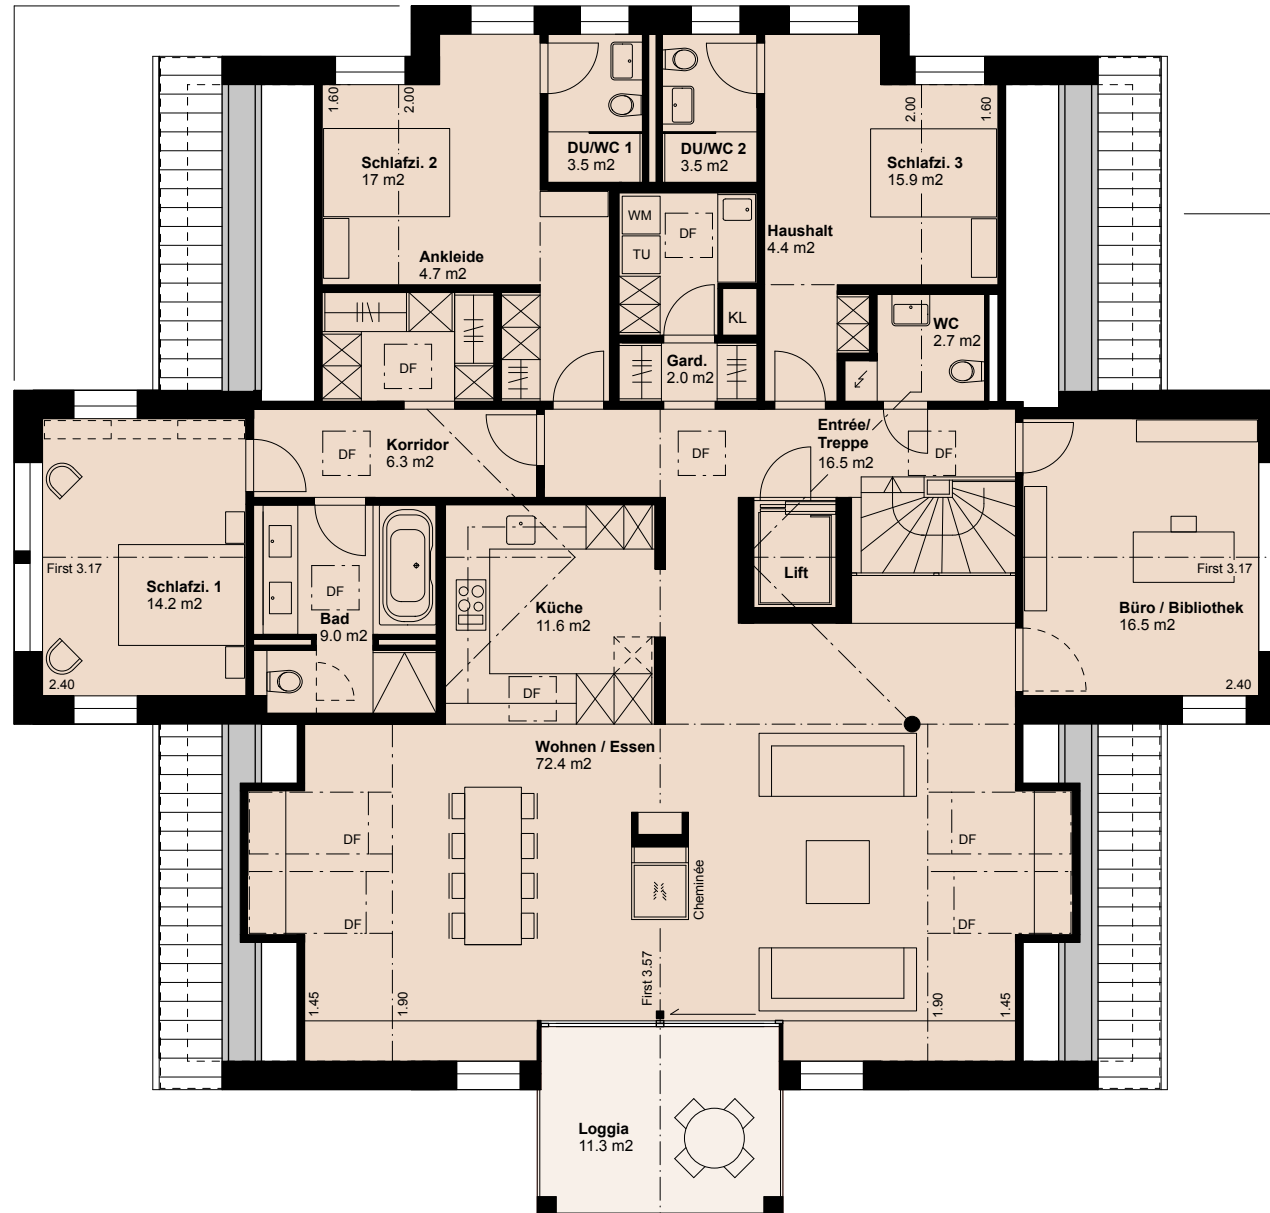 1.60
2.00
Schlafzi. 2
17 m2
DU/WC 1
3.5 m2
DU/WC 2
3.5 m2
2.00
1.60
Schlafzi. 3
15.9 m2
WM
TU
DF
Haushalt
4.4 m2
Ankleide
4.7 m2
KL
WC
2.7 m2
DF
Gard.
2.0 m2
Korridor
6.3 m2
DF
DF
Entrée/
Treppe
16.5 m2
DF
First 3.17
Schlafzi. 1
14.2 m2
2.40
DF
Bad
9.0 m2
Küche
11.6 m2
DF
Lift
First 3.17
Büro / Bibliothek
16.5 m2
2.40
Wohnen / Essen
72.4 m2
DF
DF
DF
DF
Cheminée
First 3.57
1.45
1.90
1.90
1.45
Loggia
11.3 m2